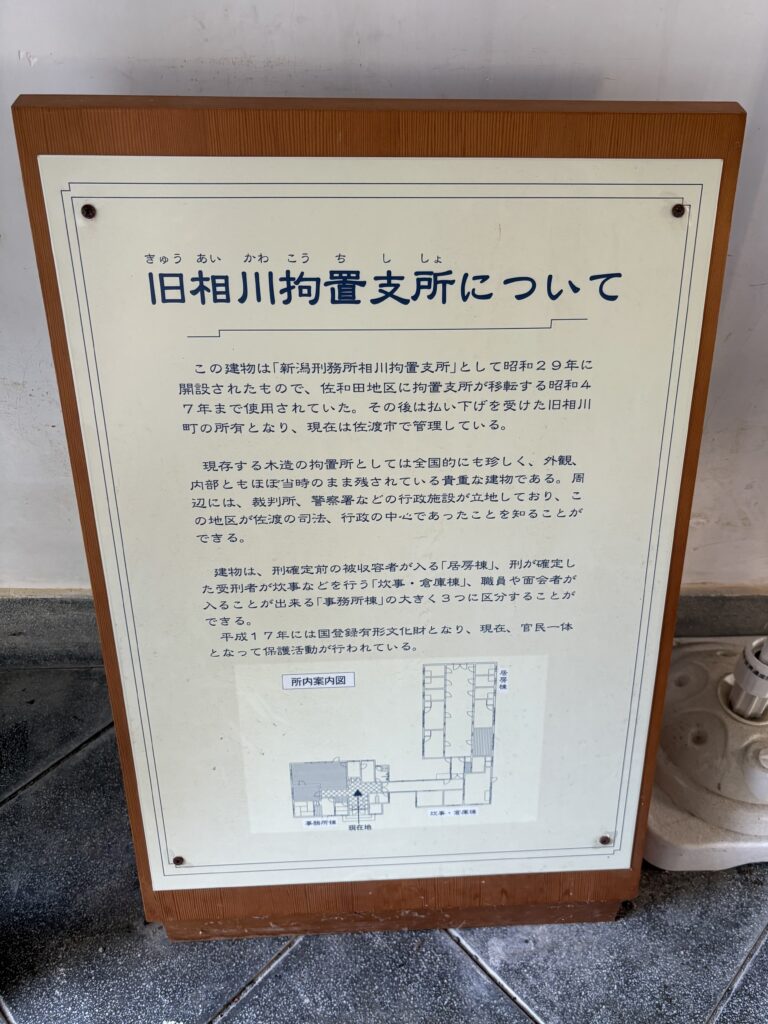 きゅう あい かわ こう ち し しょ
旧相川拘置支所について
この建物は「新潟刑務所相川拘置支所」として昭和２９年に
開設されたもので、佐和田地区に拘置支所が移転する昭和４
７年まで使用されていた。その後は払い下げを受けた旧相川
町の所有となり、現在は佐渡市で管理している。
現存する木造の拘置所としては全国的にも珍しく、外観、
内部ともほぼ当時のまま残されている貴重な建物である。周
辺には、裁判所、警察署などの行政施設が立地しており、こ
の地区が佐渡の司法、行政の中心であったことを知ることが
できる。
建物は、刑確定前の被収容者が入る「居房棟」、刑が確定し
た受刑者が炊事などを行う「炊事・倉庫棟」、職員や面会者が
入ることが出来る「事務所棟」の大きく３つに区分することが
できる。
平成１７年には国登録有形文化財となり、現在、官民一体
となって保護活動が行われている。
所内案内図
居房棟
炊事・倉庫棟
事務所棟
現在地